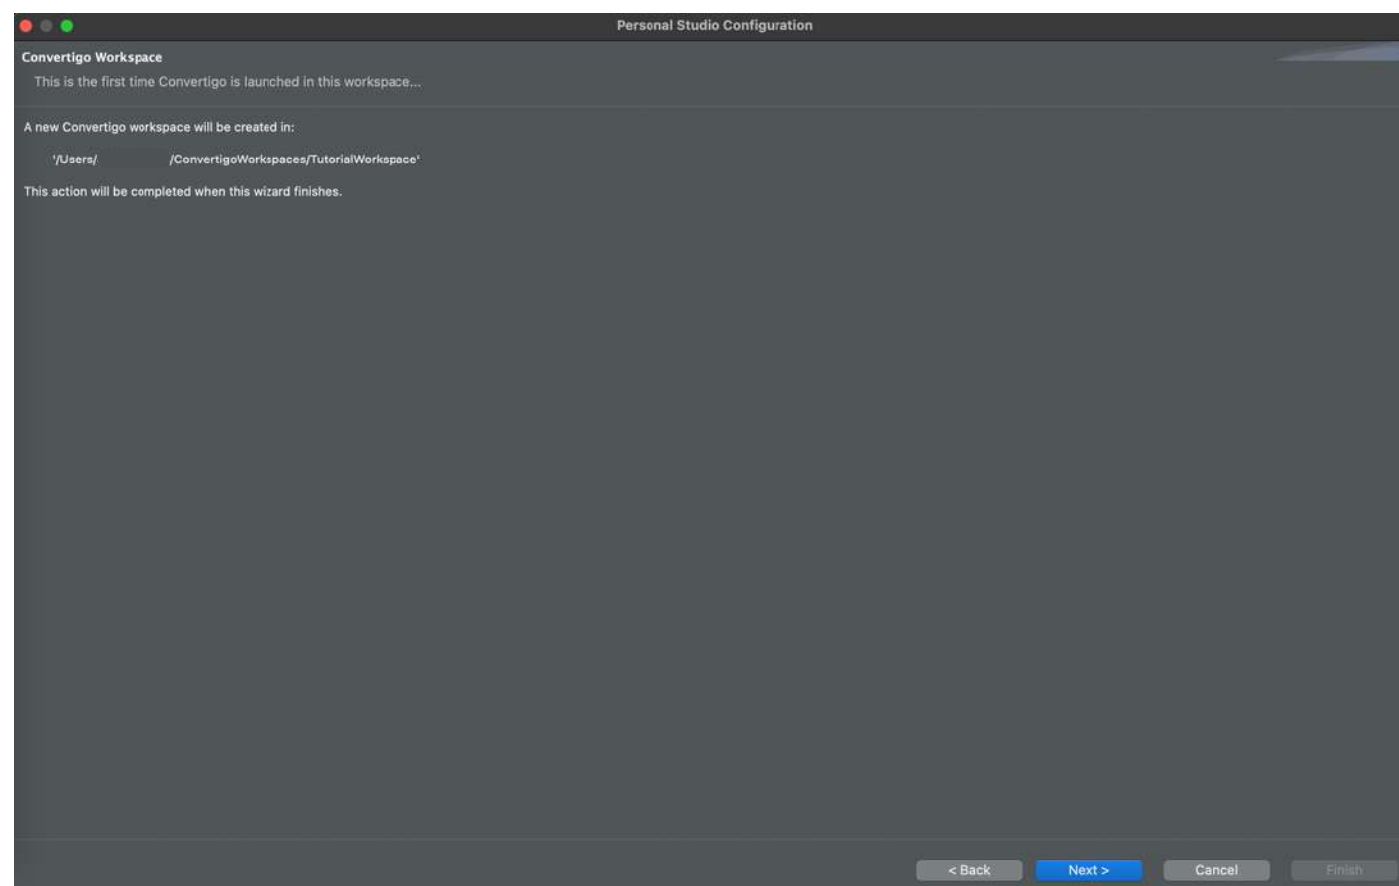 Personal Studio Configuration
Convertigo Workspace
This is the first time Convertigo is launched in this workspace...
A new Convertigo workspace will be created in:
'/Users/ /ConvertigoWorkspaces/TutorialWorkspace'
This action will be completed when this wizard finishes.
< Back Next > Cancel Finish